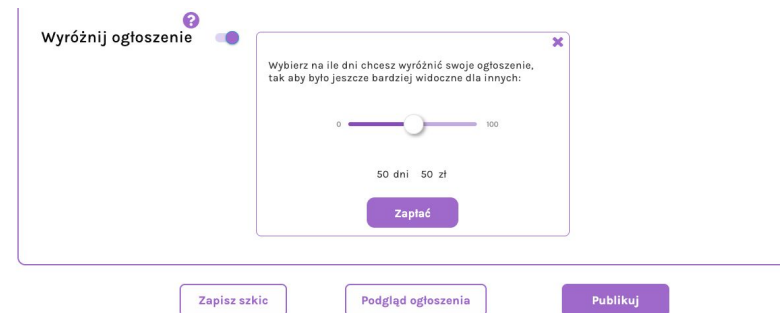 ?
Wyróżnij ogłoszenie
Wybierz na ile dni chcesz wyróżnić swoje ogłoszenie,
tak aby było jeszcze bardziej widoczne dla innych:
0 100
50 dni 50 zł
Zapłać
Zapisz szkic Podgląd ogłoszenia Publikuj